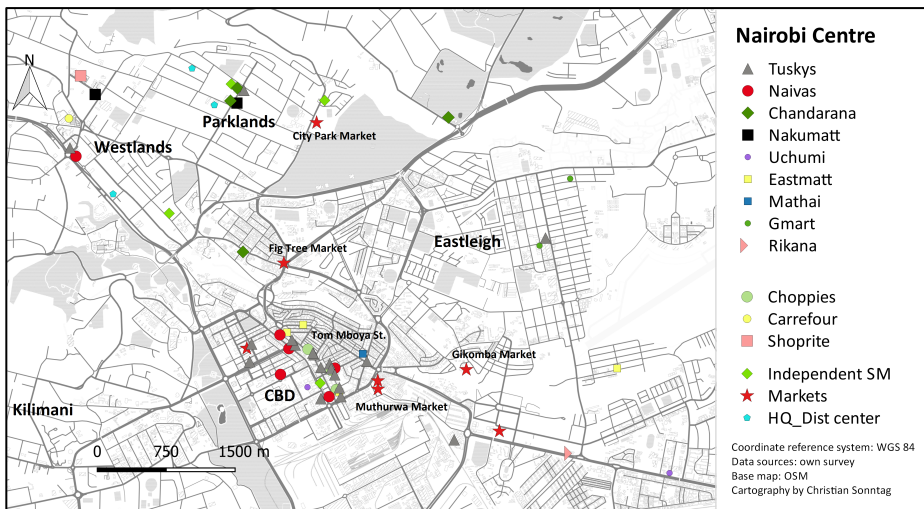 N
Parklands
City Park Market
Westlands
Fig Tree Market
Eastleigh
Tom Mboya St.
Gikomba Market
CBD
Muthurwa Market
Kilimani
0 750 1500 m
Nairobi Centre
Tuskys
Naivas
Chandarana
Nakumatt
Uchumi
Eastmatt
Mathai
Gmart
Rikana
Choppies
Carrefour
Shoprite
Independent SM
Markets
HQ_Dist center
Coordinate reference system: WGS 84
Data sources: own survey
Base map: OSM
Cartography by Christian Sonntag